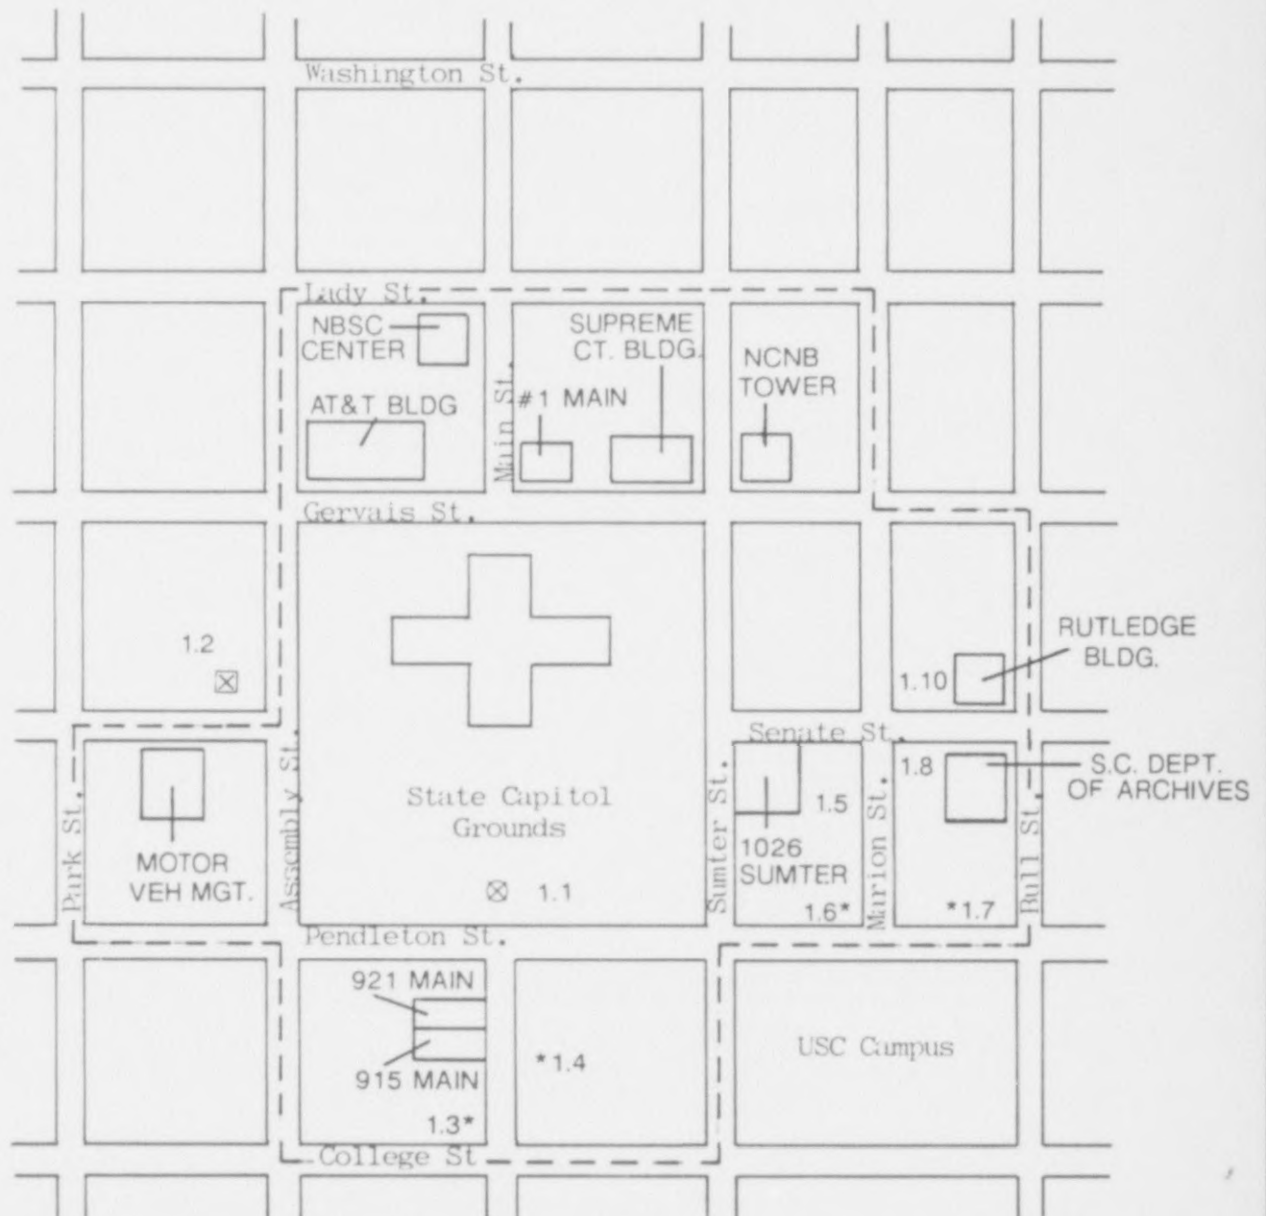 Washington St.
Lady St.
NBSC
CENTER
SUPREME
CT. BLDG.
NCNB
TOWER
AT&T BLDG
Main St.
#1 MAIN
Gervais St.
1.2
RUTLEDGE
BLDG.
1.10
Senate St.
Park St.
MOTOR
VEH MGT.
Assembly St.
State Capitol
Grounds
1.1
Sumter St.
1026
SUMTER
1.5
1.6*
Marion St.
1.8
S.C. DEPT.
OF ARCHIVES
*1.7
Bull St.
Pendleton St.
921 MAIN
915 MAIN
1.3*
*1.4
USC Campus
College St